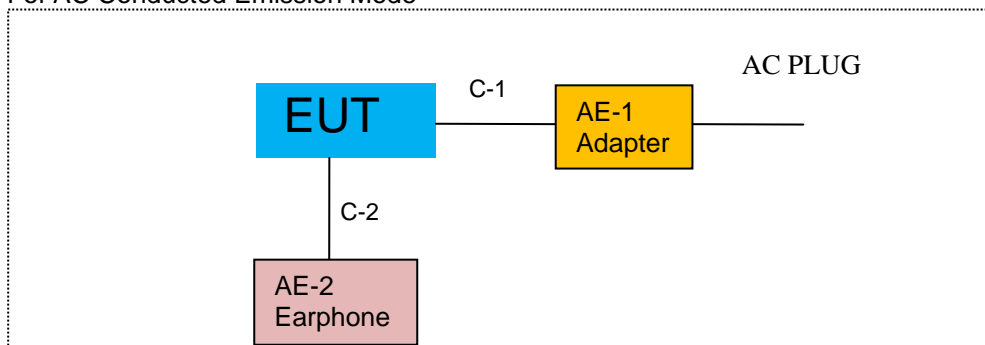 For AC Conducted Emission Mode
AC PLUG
C-1
EUT
AE-1
Adapter
C-2
AE-2
Earphone